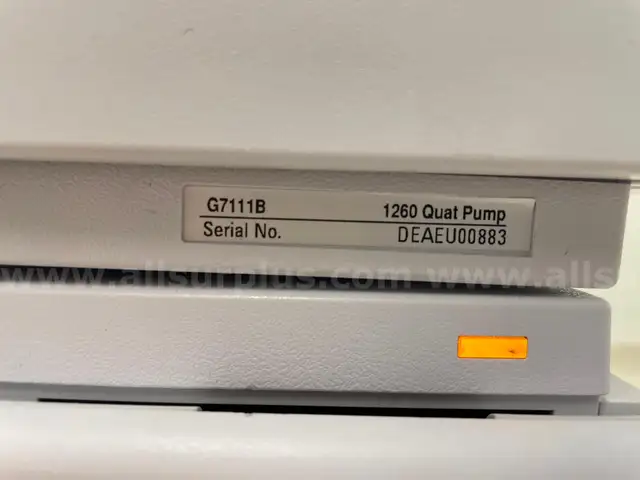 G7111B 1260 Quat Pump
Serial No. DEAEU00883
www.allsurplus.com www.alls